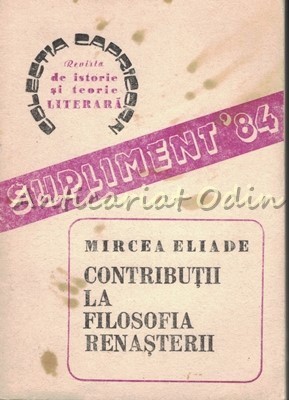 COLECȚIA CAPRICORN
Revista
de istorie
și teorie
LITERARĂ
SUPLIMENT '84
Anticariat Odin
MIRCEA ELIADE
CONTRIBUȚII
LA
FILOSOFIA
RENAȘTERII